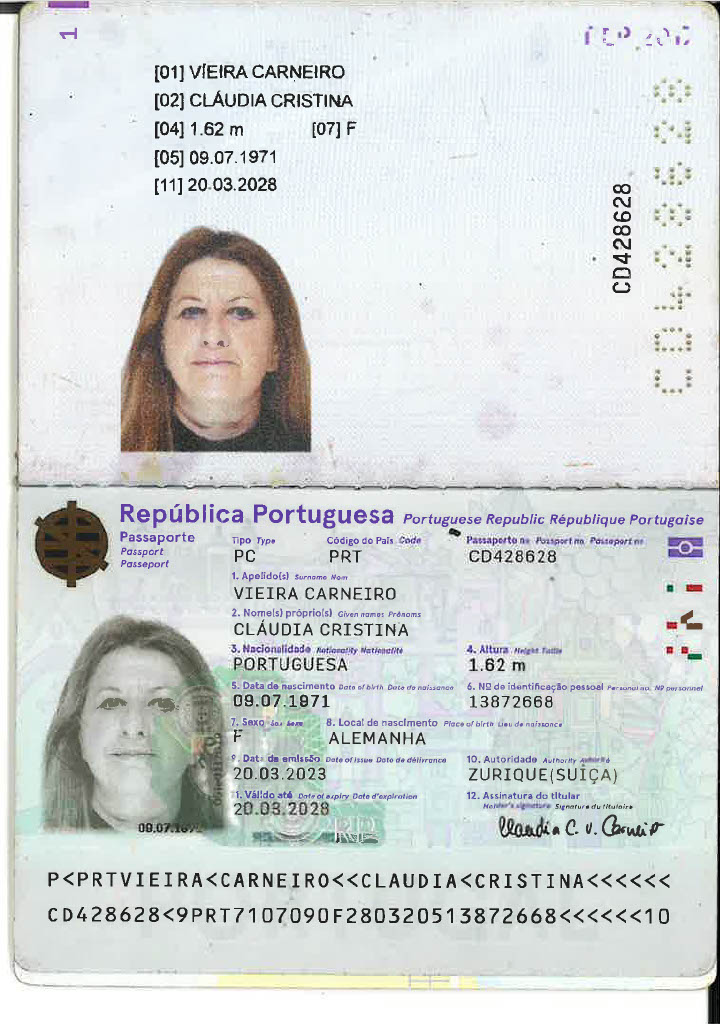 1
[01] VIEIRA CARNEIRO
[02] CLÁUDIA CRISTINA
[04] 1.62 m [07] F
[05] 09.07.1971
[11] 20.03.2028
CD428628
CD428628
República Portuguesa Portuguese Republic République Portugaise
Passaporte
Passport
Passeport
Tipo Type Código do País Code Passaporte nº Passport no. Passeport nº
PC PRT CD428628
1. Apelido(s) Surname Nom
VIEIRA CARNEIRO
2. Nome(s) próprio(s) Given names Prénoms
CLÁUDIA CRISTINA
3. Nacionalidade Nationality Nationalité 4. Altura Height Taille
PORTUGUESA 1.62 m
5. Data de nascimento Date of birth Date de naissance 6. Nº de identificação pessoal Personal no. Nº personnel
09.07.1971 13872668
7. Sexo Sex Sexe 8. Local de nascimento Place of birth Lieu de naissance
F ALEMANHA
9. Data de emissão Date of issue Date de délivrance 10. Autoridade Authority Autorité
20.03.2023 ZURIQUE(SUÍÇA)
11. Válido até Date of expiry Date d'expiration 12. Assinatura do titular
20.03.2028 Holder's signature Signature du titulaire
Claudia C. V. Carneiro
09.07.1971
P<PRTVIEIRA<CARNEIRO<<CLAUDIA<CRISTINA<<<<<<
CD428628<9PRT7107090F280320513872668<<<<<<10